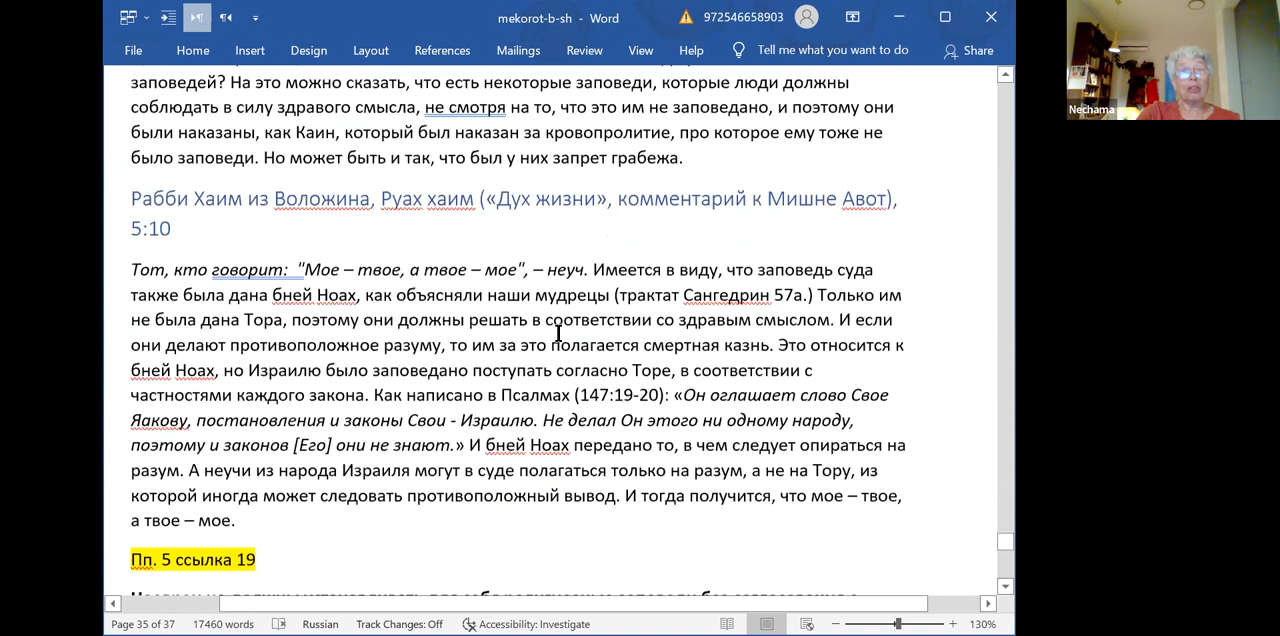 mekorot-b-sh - Word
972546658903
File Home Insert Design Layout References Mailings Review View Help Tell me what you want to do Share
заповедей? На это можно сказать, что есть некоторые заповеди, которые люди должны
соблюдать в силу здравого смысла, не смотря на то, что это им не заповедано, и поэтому они
были наказаны, как Каин, который был наказан за кровопролитие, про которое ему тоже не
было заповеди. Но может быть и так, что был у них запрет грабежа.
Рабби Хаим из Воложина, Руах хаим («Дух жизни», комментарий к Мишне Авот),
5:10
Тот, кто говорит: "Мое – твое, а твое – мое", – неуч. Имеется в виду, что заповедь суда
также была дана бней Ноах, как объясняли наши мудрецы (трактат Сангедрин 57а.) Только им
не была дана Тора, поэтому они должны решать в соответствии со здравым смыслом. И если
они делают противоположное разуму, то им за это полагается смертная казнь. Это относится к
бней Ноах, но Израилю было заповедано поступать согласно Торе, в соответствии с
частностями каждого закона. Как написано в Псалмах (147:19-20): «Он оглашает слово Свое
Яакову, постановления и законы Свои - Израилю. Не делал Он этого ни одному народу,
поэтому и законов [Его] они не знают.» И бней Ноах передано то, в чем следует опираться на
разум. А неучи из народа Израиля могут в суде полагаться только на разум, а не на Тору, из
которой иногда может следовать противоположный вывод. И тогда получится, что мое – твое,
а твое – мое.
Пп. 5 ссылка 19
Page 35 of 37 17460 words Russian Track Changes: Off Accessibility: Investigate 130%
Nechama